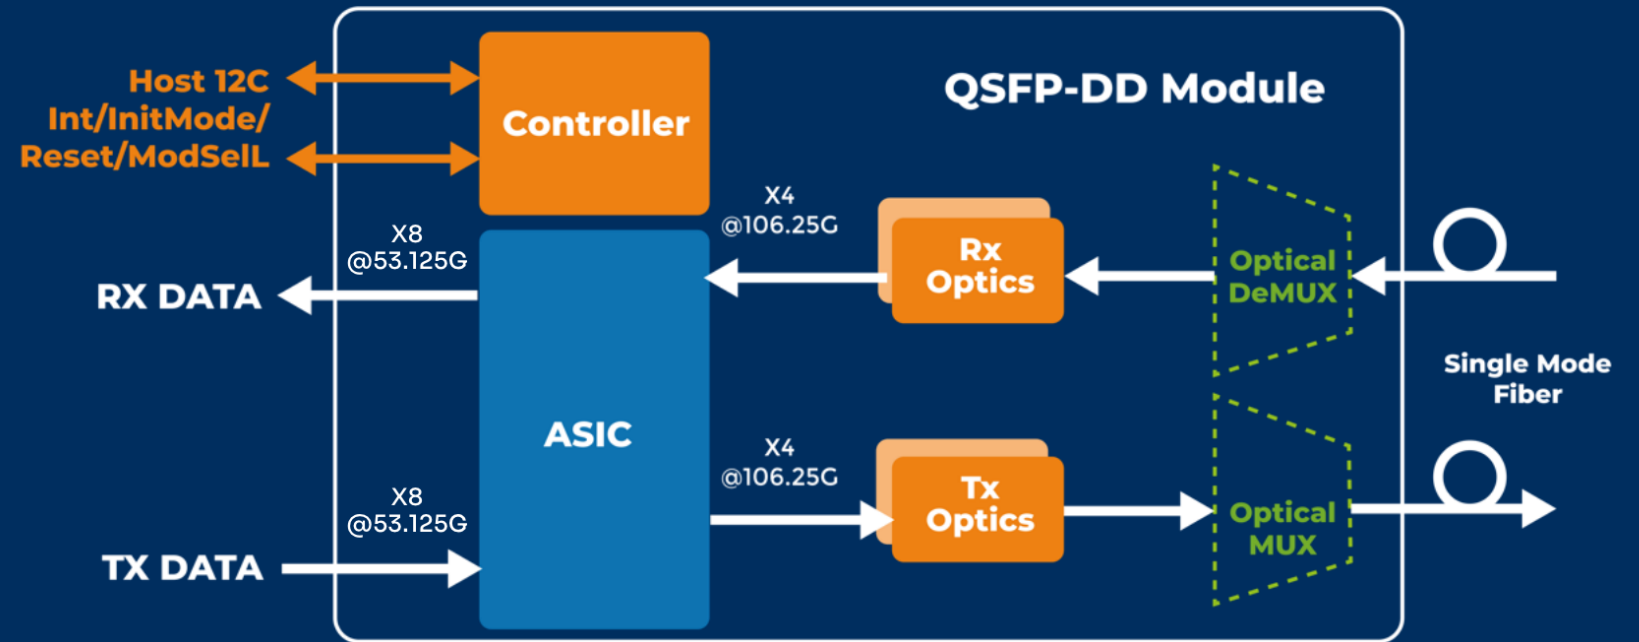 QSFP-DD Module
Host 12C
Int/InitMode/
Reset/ModSelL
Controller
X8
@53.125G
RX DATA
X4
@106.25G
Rx
Optics
Optical
DeMUX
Single Mode
Fiber
ASIC
X8
@53.125G
TX DATA
X4
@106.25G
Tx
Optics
Optical
MUX